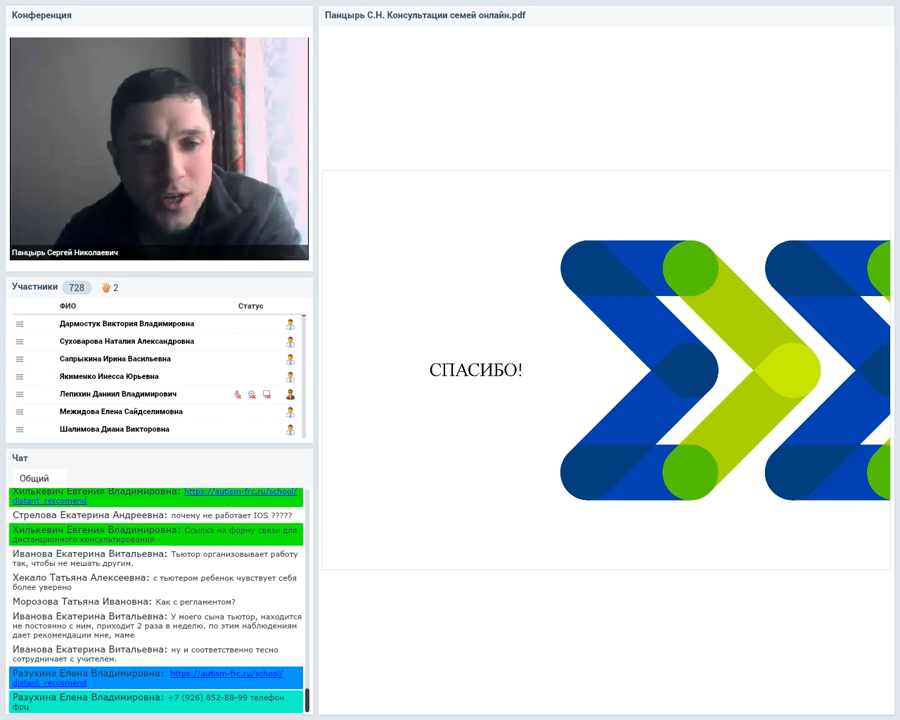 Конференция
Панцырь Сергей Николаевич
Участники 728 2
ФИО Статус
Дармостук Виктория Владимировна
Суховарова Наталия Александровна
Сапрыкина Ирина Васильевна
Якименко Инесса Юрьевна
Лепихин Даниил Владимирович
Межидова Елена Сайдселимовна
Шалимова Диана Викторовна
Чат
Общий
Хилькевич Евгения Владимировна: https://autism-frc.ru/school/
distant_reccomend
Стрелова Екатерина Андреевна: почему не работает IOS ?????
Хилькевич Евгения Владимировна: Ссылка на форму связи для
дистанционного консультирования
Иванова Екатерина Витальевна: Тьютор организовывает работу
так, чтобы не мешать другим.
Хекало Татьяна Алексеевна: с тьютером ребенок чувствует себя
более уверено
Морозова Татьяна Ивановна: Как с регламентом?
Иванова Екатерина Витальевна: У моего сына тьютор, находится
не постоянно с ним, приходит 2 раза в неделю. по этим наблюдениям
дает рекомендации мне, маме
Иванова Екатерина Витальевна: ну и соответственно тесно
сотрудничает с учителем.
Разухина Елена Владимировна: https://autism-frc.ru/school/
distant_reccomend
Разухина Елена Владимировна: +7 (926) 852-88-99 телефон
фрц
Панцырь С.Н. Консультации семей онлайн.pdf
СПАСИБО!